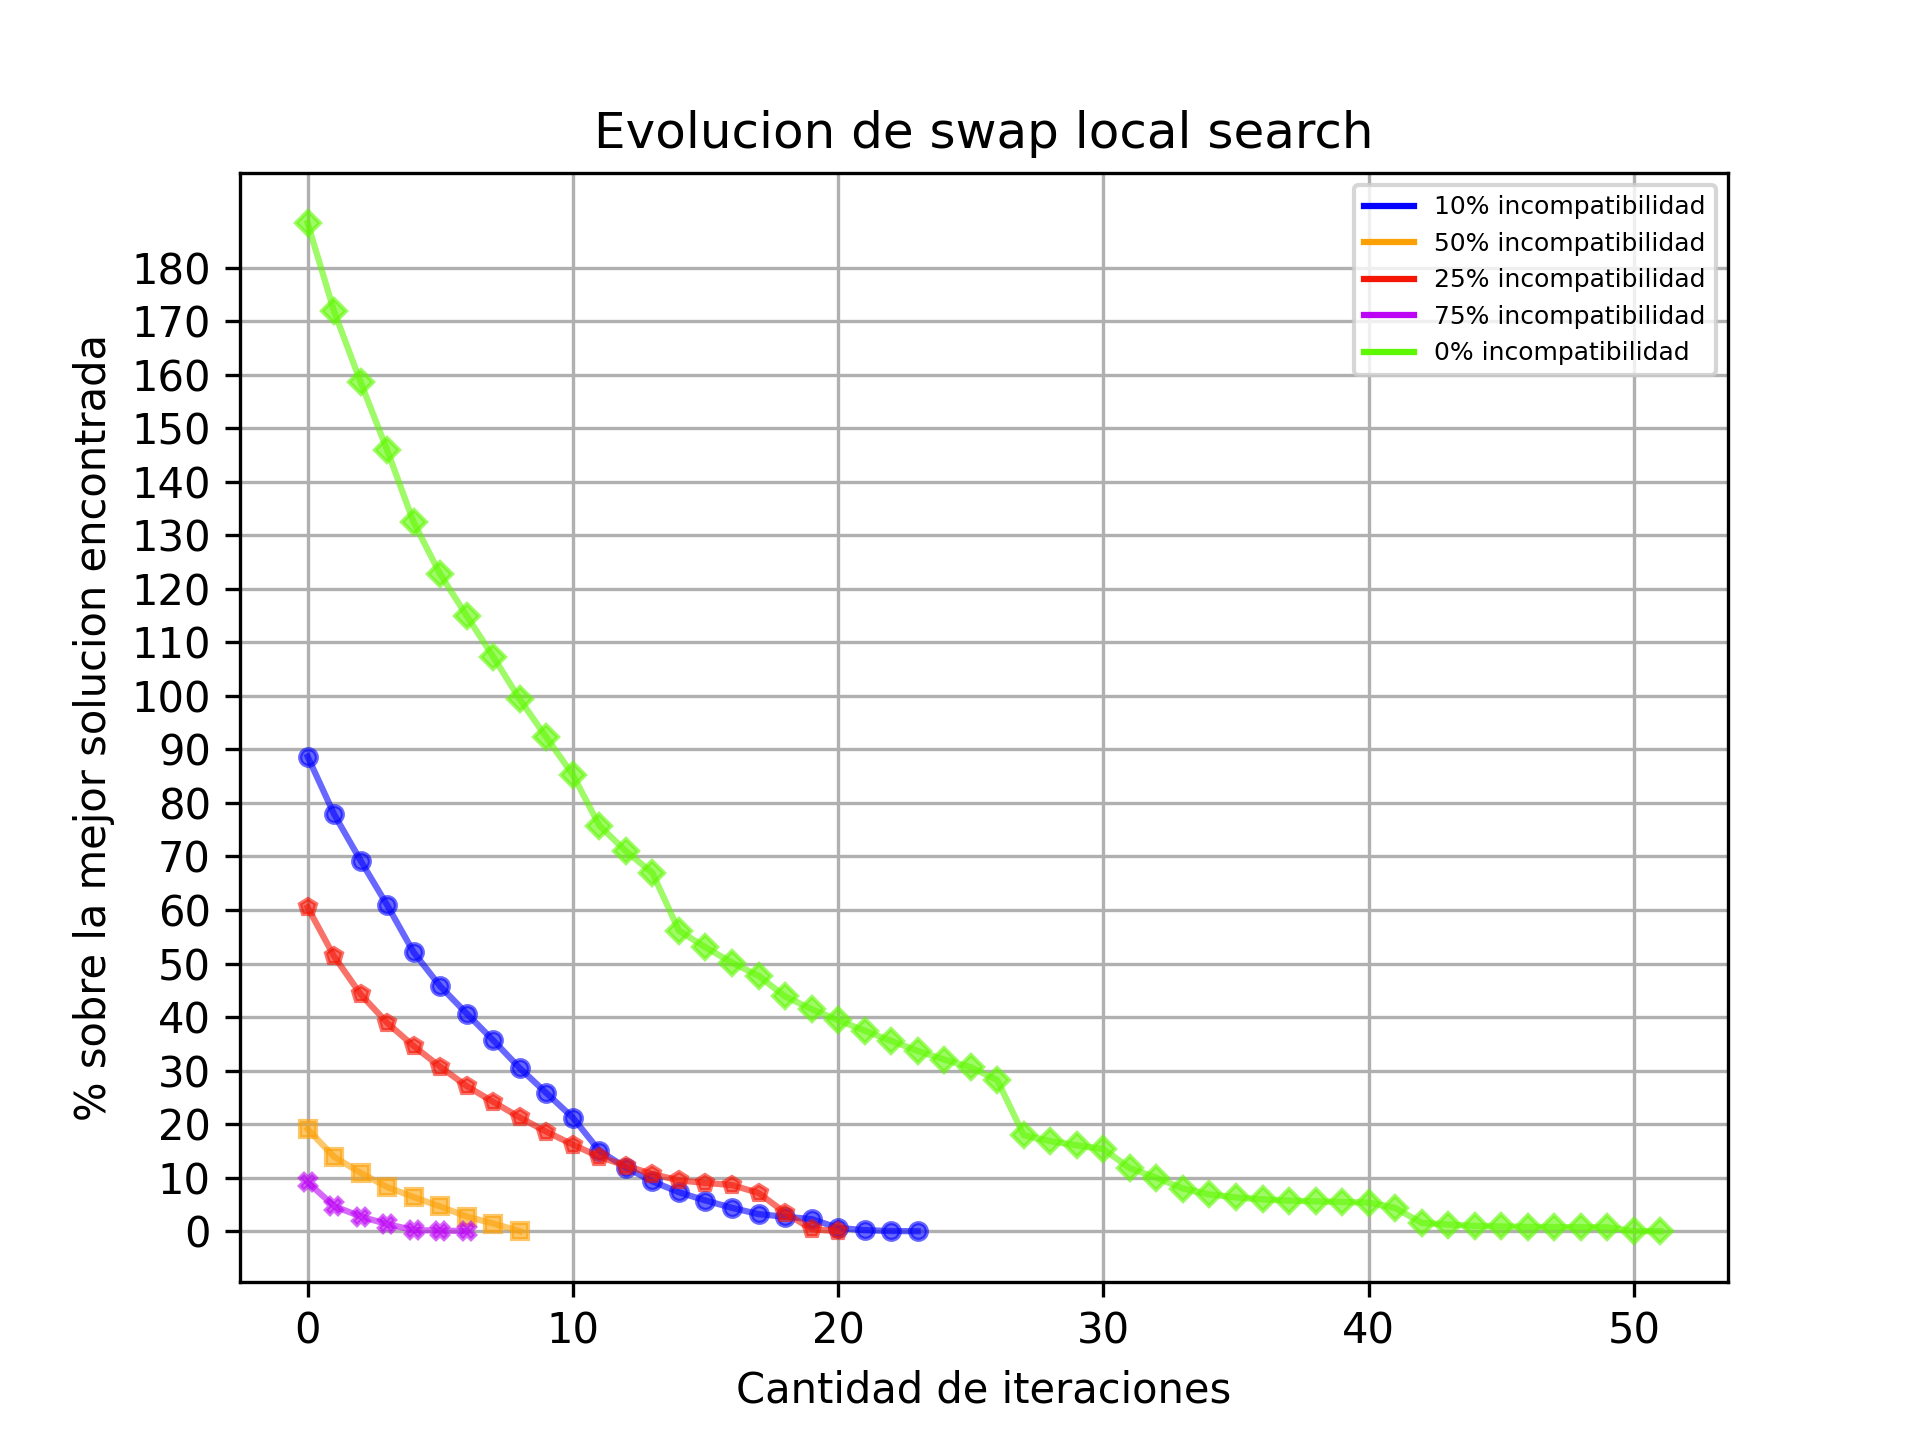 Evolucion de swap local search
10% incompatibilidad
50% incompatibilidad
25% incompatibilidad
75% incompatibilidad
0% incompatibilidad
% sobre la mejor solucion encontrada
180
170
160
150
140
130
120
110
100
90
80
70
60
50
40
30
20
10
0
0 10 20 30 40 50
Cantidad de iteraciones